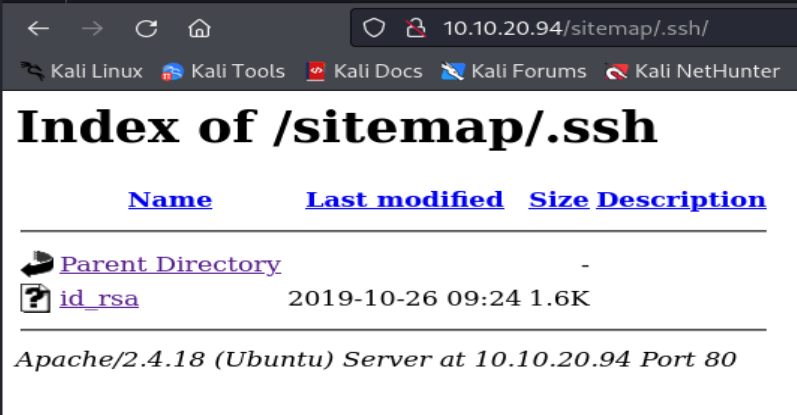 10.10.20.94/sitemap/.ssh/
Kali Linux Kali Tools Kali Docs Kali Forums Kali NetHunter
Index of /sitemap/.ssh
Name Last modified Size Description
Parent Directory -
id_rsa 2019-10-26 09:24 1.6K
Apache/2.4.18 (Ubuntu) Server at 10.10.20.94 Port 80